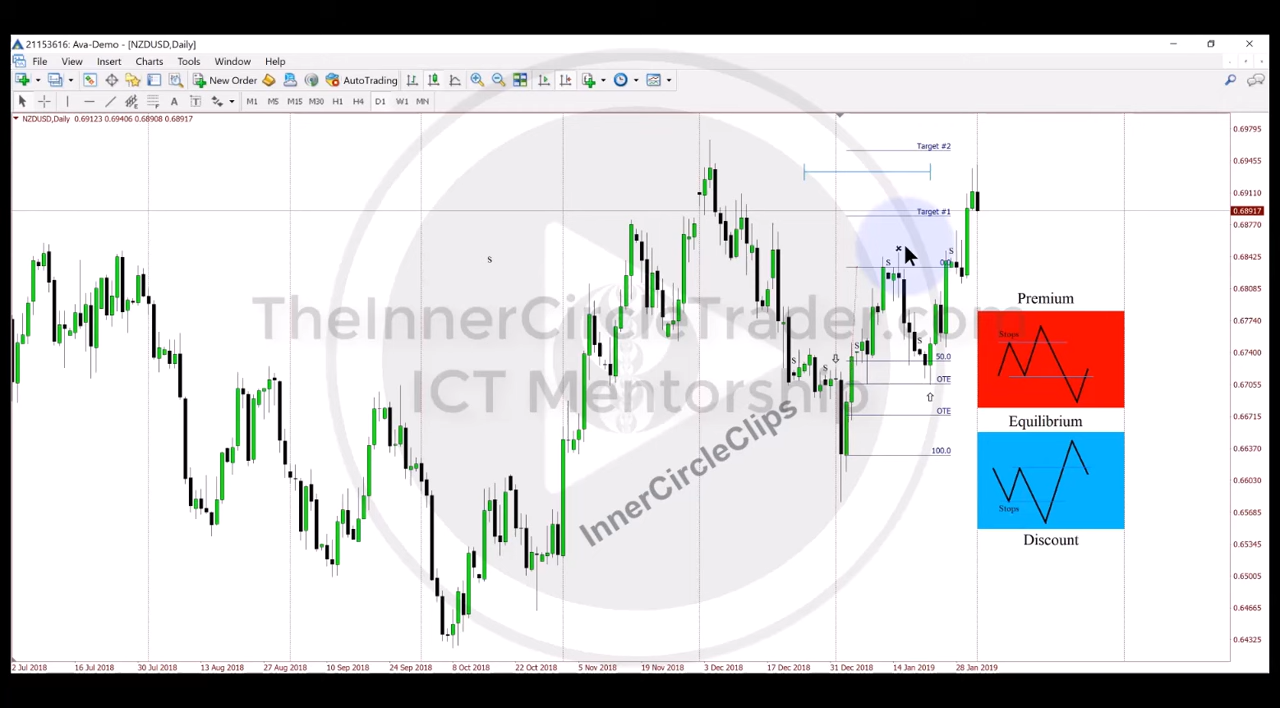 21153616: Ava-Demo - [NZDUSD,Daily]
File View Insert Charts Tools Window Help
New Order AutoTrading
A T M1 M5 M15 M30 H1 H4 D1 W1 MN
NZDUSD,Daily 0.69123 0.69406 0.68908 0.68917
0.69795
Target #2
0.69455
0.69110
Target #1
0.68917
0.68770
S
S
S
0.0
0.68425
0.68085
Premium
TheInnerCircleTrader.com
0.67740
Stops
S
S
S
50.0
0.67400
S
OTE
0.67055
ICT Mentorship
OTE
0.66715
Equilibrium
InnerCircleClips
100.0
0.66370
0.66030
Stops
0.65685
Discount
0.65345
0.65005
0.64665
0.64325
2 Jul 2018 16 Jul 2018 30 Jul 2018 13 Aug 2018 27 Aug 2018 10 Sep 2018 24 Sep 2018 8 Oct 2018 22 Oct 2018 5 Nov 2018 19 Nov 2018 3 Dec 2018 17 Dec 2018 31 Dec 2018 14 Jan 2019 28 Jan 2019